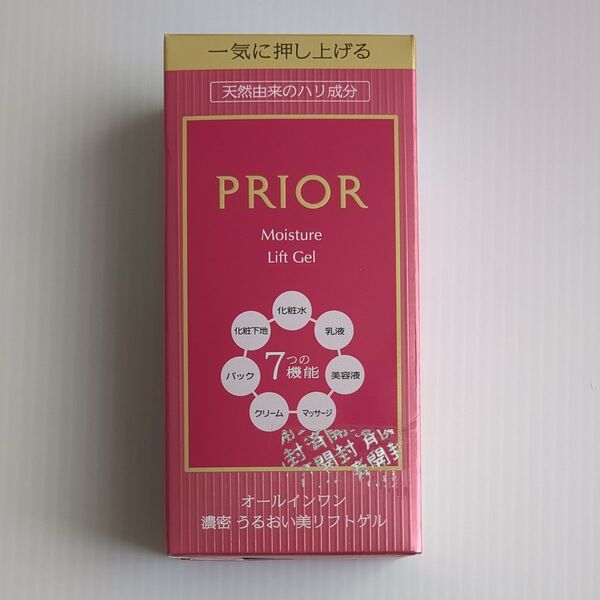 一気に押し上げる
天然由来のハリ成分
PRIOR
Moisture
Lift Gel
化粧水
化粧下地
乳液
7つの機能
パック
美容液
クリーム
マッサージ
開封済
オールインワン
濃密 うるおい美リフトゲル